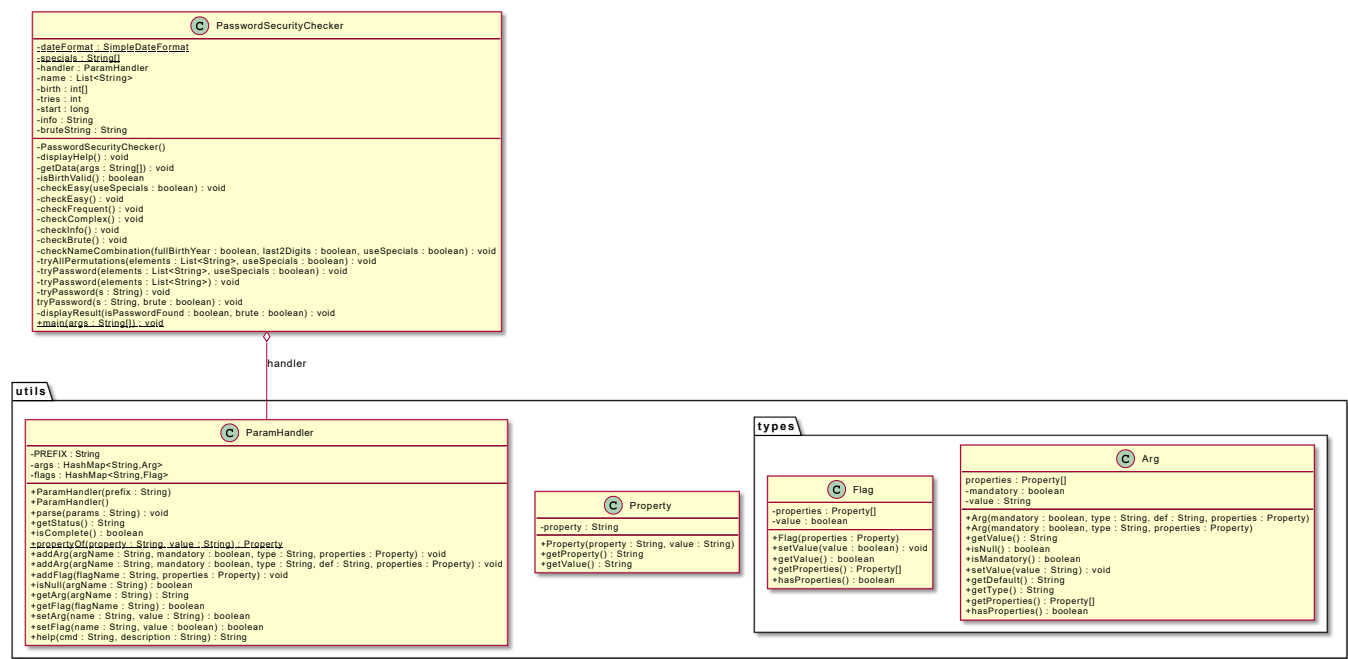 C PasswordSecurityChecker
-dateFormat : SimpleDateFormat
-specials : String[]
-handler : ParamHandler
-name : List<String>
-birth : int[]
-tries : int
-start : long
-info : String
-bruteString : String
-PasswordSecurityChecker()
-displayHelp() : void
-getData(args : String[]) : void
-isBirthValid() : boolean
-checkEasy(useSpecials : boolean) : void
-checkEasy() : void
-checkFrequent() : void
-checkComplex() : void
-checkInfo() : void
-checkBrute() : void
-checkNameCombination(fullBirthYear : boolean, last2Digits : boolean, useSpecials : boolean) : void
-tryAllPermutations(elements : List<String>, useSpecials : boolean) : void
-tryPassword(elements : List<String>, useSpecials : boolean) : void
-tryPassword(elements : List<String>) : void
-tryPassword(s : String) : void
tryPassword(s : String, brute : boolean) : void
-displayResult(isPasswordFound : boolean, brute : boolean) : void
+main(args : String[]) : void
handler
utils
C ParamHandler
-PREFIX : String
-args : HashMap<String,Arg>
-flags : HashMap<String,Flag>
+ParamHandler(prefix : String)
+ParamHandler()
+parse(params : String) : void
+getStatus() : String
+isComplete() : boolean
+propertyOf(property : String, value : String) : Property
+addArg(argName : String, mandatory : boolean, type : String, properties : Property) : void
+addArg(argName : String, mandatory : boolean, type : String, def : String, properties : Property) : void
+addFlag(flagName : String, properties : Property) : void
+isNull(argName : String) : boolean
+getArg(argName : String) : String
+getFlag(flagName : String) : boolean
+setArg(name : String, value : String) : boolean
+setFlag(name : String, value : boolean) : boolean
+help(cmd : String, description : String) : String
C Property
-property : String
+Property(property : String, value : String)
+getProperty() : String
+getValue() : String
types
C Flag
-properties : Property[]
-value : boolean
+Flag(properties : Property)
+setValue(value : boolean) : void
+getValue() : boolean
+getProperties() : Property[]
+hasProperties() : boolean
C Arg
properties : Property[]
-mandatory : boolean
-value : String
+Arg(mandatory : boolean, type : String, def : String, properties : Property)
+Arg(mandatory : boolean, type : String, properties : Property)
+getValue() : String
+isNull() : boolean
+isMandatory() : boolean
+setValue(value : String) : void
+getDefault() : String
+getType() : String
+getProperties() : Property[]
+hasProperties() : boolean